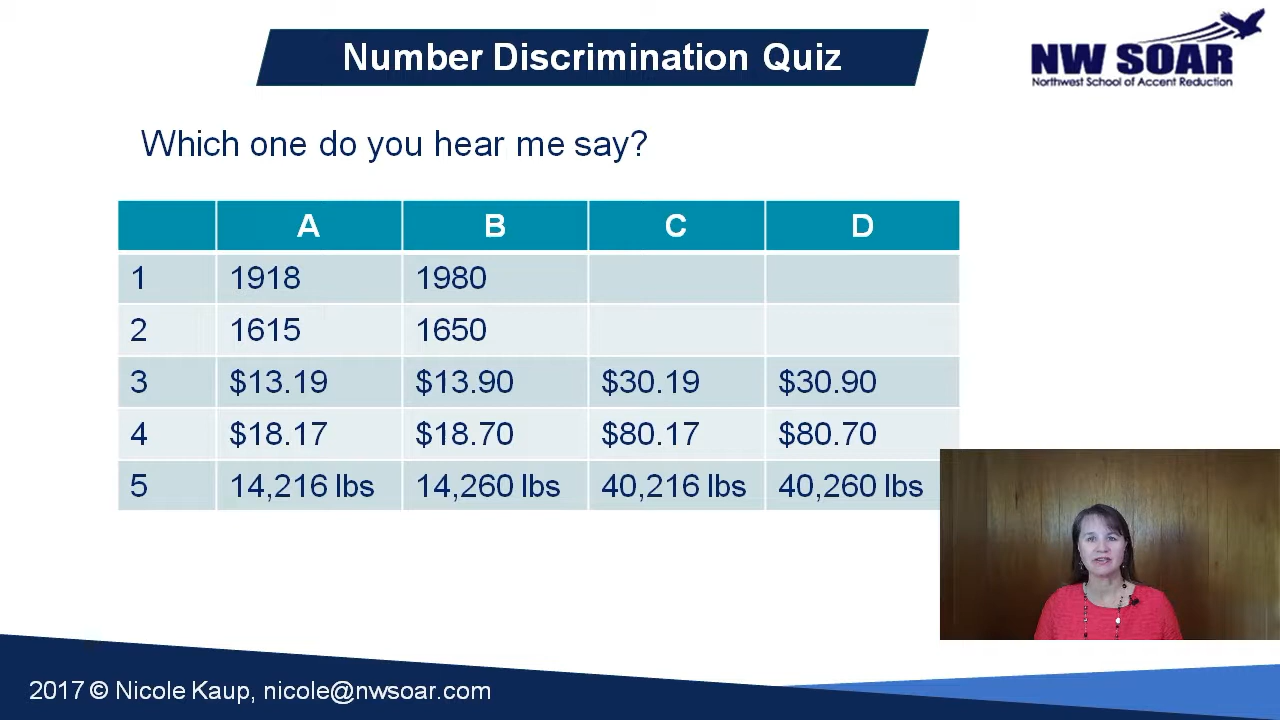 Number Discrimination Quiz
NW SOAR
Northwest School of Accent Reduction
Which one do you hear me say?
A B C D
1 1918 1980
2 1615 1650
3 $13.19 $13.90 $30.19 $30.90
4 $18.17 $18.70 $80.17 $80.70
5 14,216 lbs 14,260 lbs 40,216 lbs 40,260 lbs
2017 © Nicole Kaup, nicole@nwsoar.com